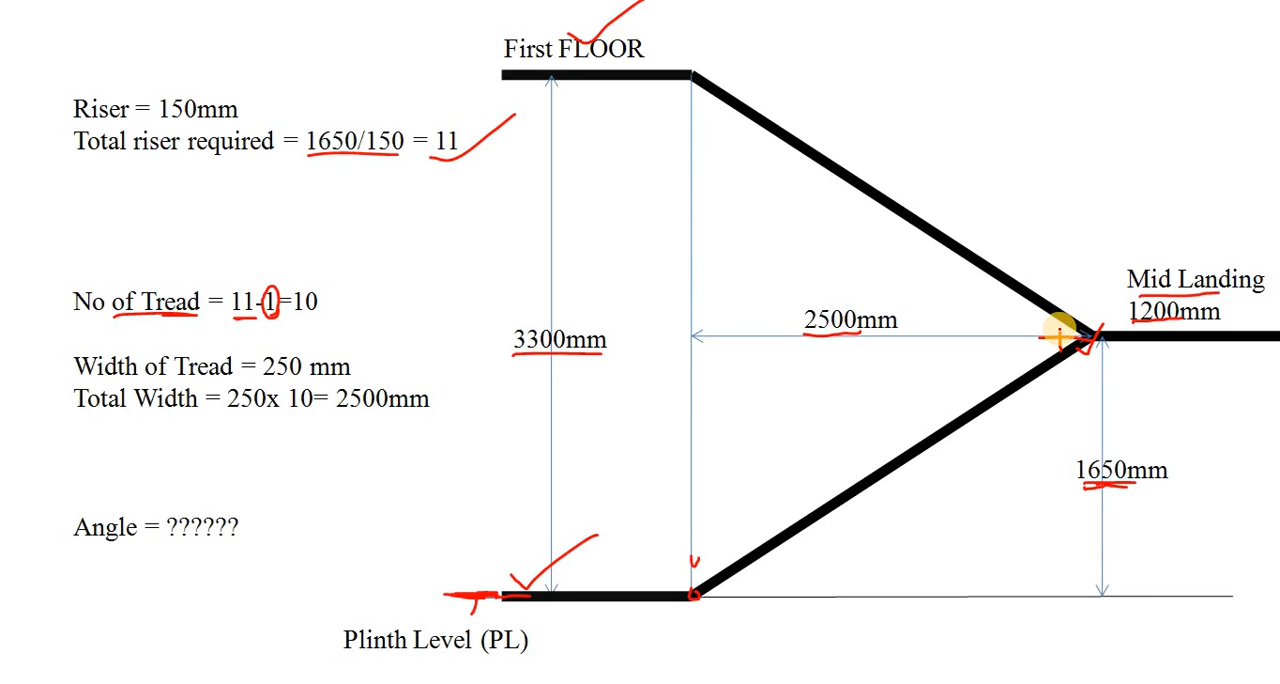 First FLOOR
Riser = 150mm
Total riser required = 1650/150 = 11
No of Tread = 11-1=10
Mid Landing
1200mm
2500mm
3300mm
Width of Tread = 250 mm
Total Width = 250x 10= 2500mm
1650mm
Angle = ??????
Plinth Level (PL)